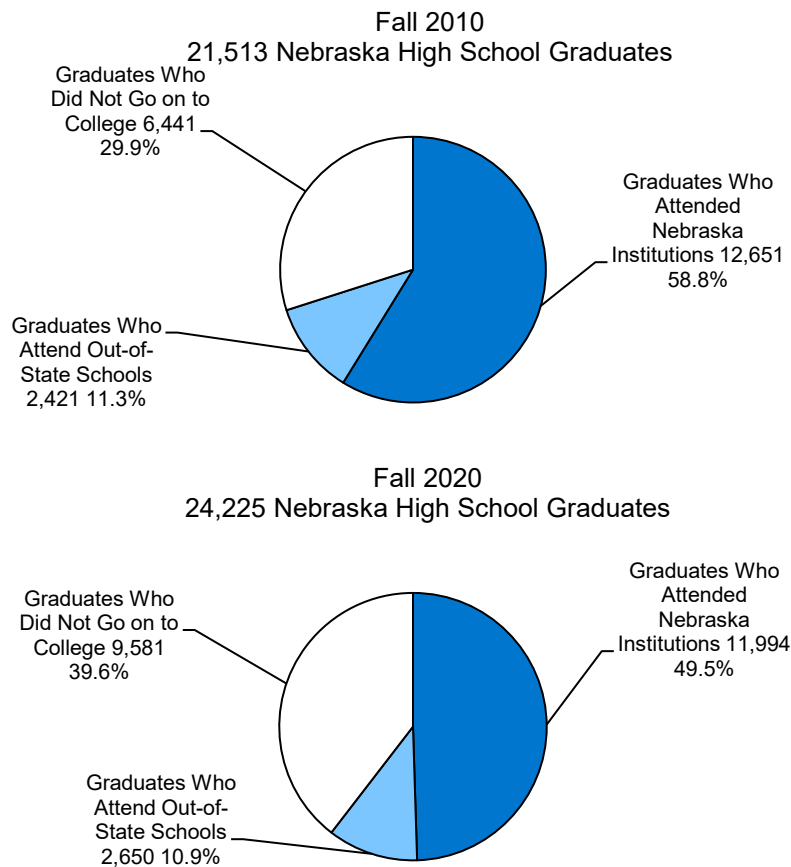 Fall 2010
21,513 Nebraska High School Graduates
Graduates Who
Did Not Go on to
College 6,441
29.9%
Graduates Who
Attended
Nebraska
Institutions 12,651
58.8%
Graduates Who
Attend Out-of-
State Schools
2,421 11.3%
Fall 2020
24,225 Nebraska High School Graduates
Graduates Who
Attended
Nebraska
Institutions 11,994
49.5%
Graduates Who
Did Not Go on to
College 9,581
39.6%
Graduates Who
Attend Out-of-
State Schools
2,650 10.9%